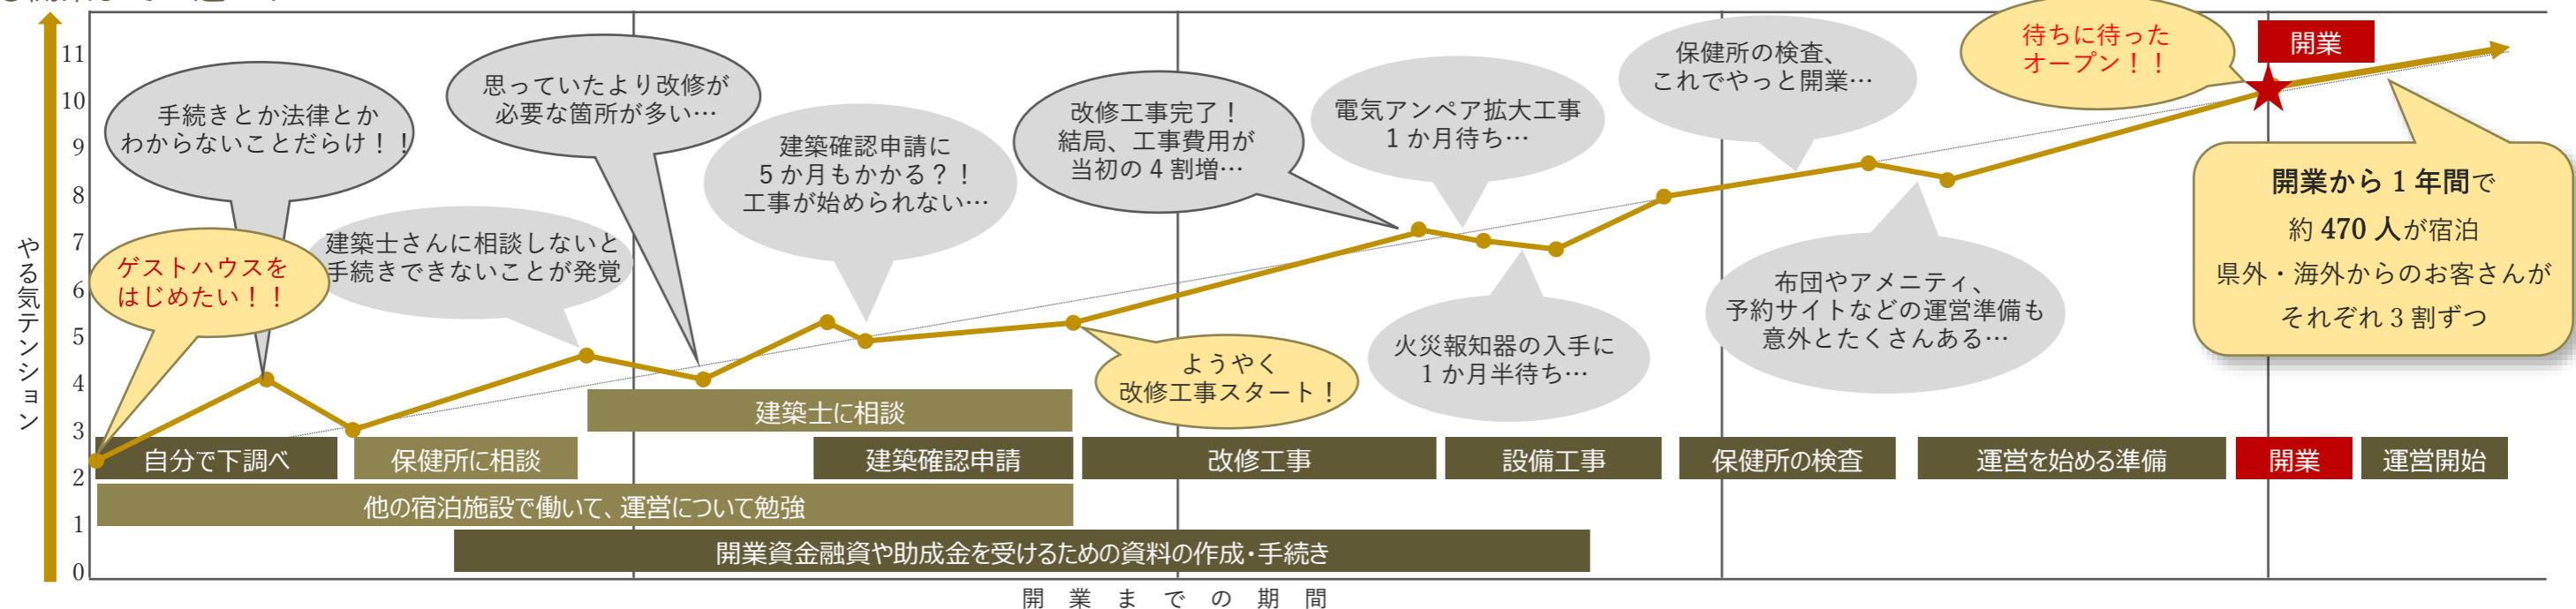 11
10
9
8
7
6
5
4
3
2
1
0
やる気テンション
ゲストハウスを
はじめたい！！
手続きとか法律とか
わからないことだらけ！！
建築士さんに相談しないと
手続きできないことが発覚
思っていたより改修が
必要な箇所が多い…
建築確認申請に
5か月もかかる？！
工事が始められない…
ようやく
改修工事スタート！
改修工事完了！
結局、工事費用が
当初の4割増…
電気アンペア拡大工事
1か月待ち…
火災報知器の入手に
1か月半待ち…
保健所の検査、
これでやっと開業…
布団やアメニティ、
予約サイトなどの運営準備も
意外とたくさんある…
待ちに待った
オープン！！
開業
開業から1年間で
約470人が宿泊
県外・海外からのお客さんが
それぞれ3割ずつ
建築士に相談
自分で下調べ
保健所に相談
建築確認申請
改修工事
設備工事
保健所の検査
運営を始める準備
開業
運営開始
他の宿泊施設で働いて、運営について勉強
開業資金融資や助成金を受けるための資料の作成・手続き
開業までの期間